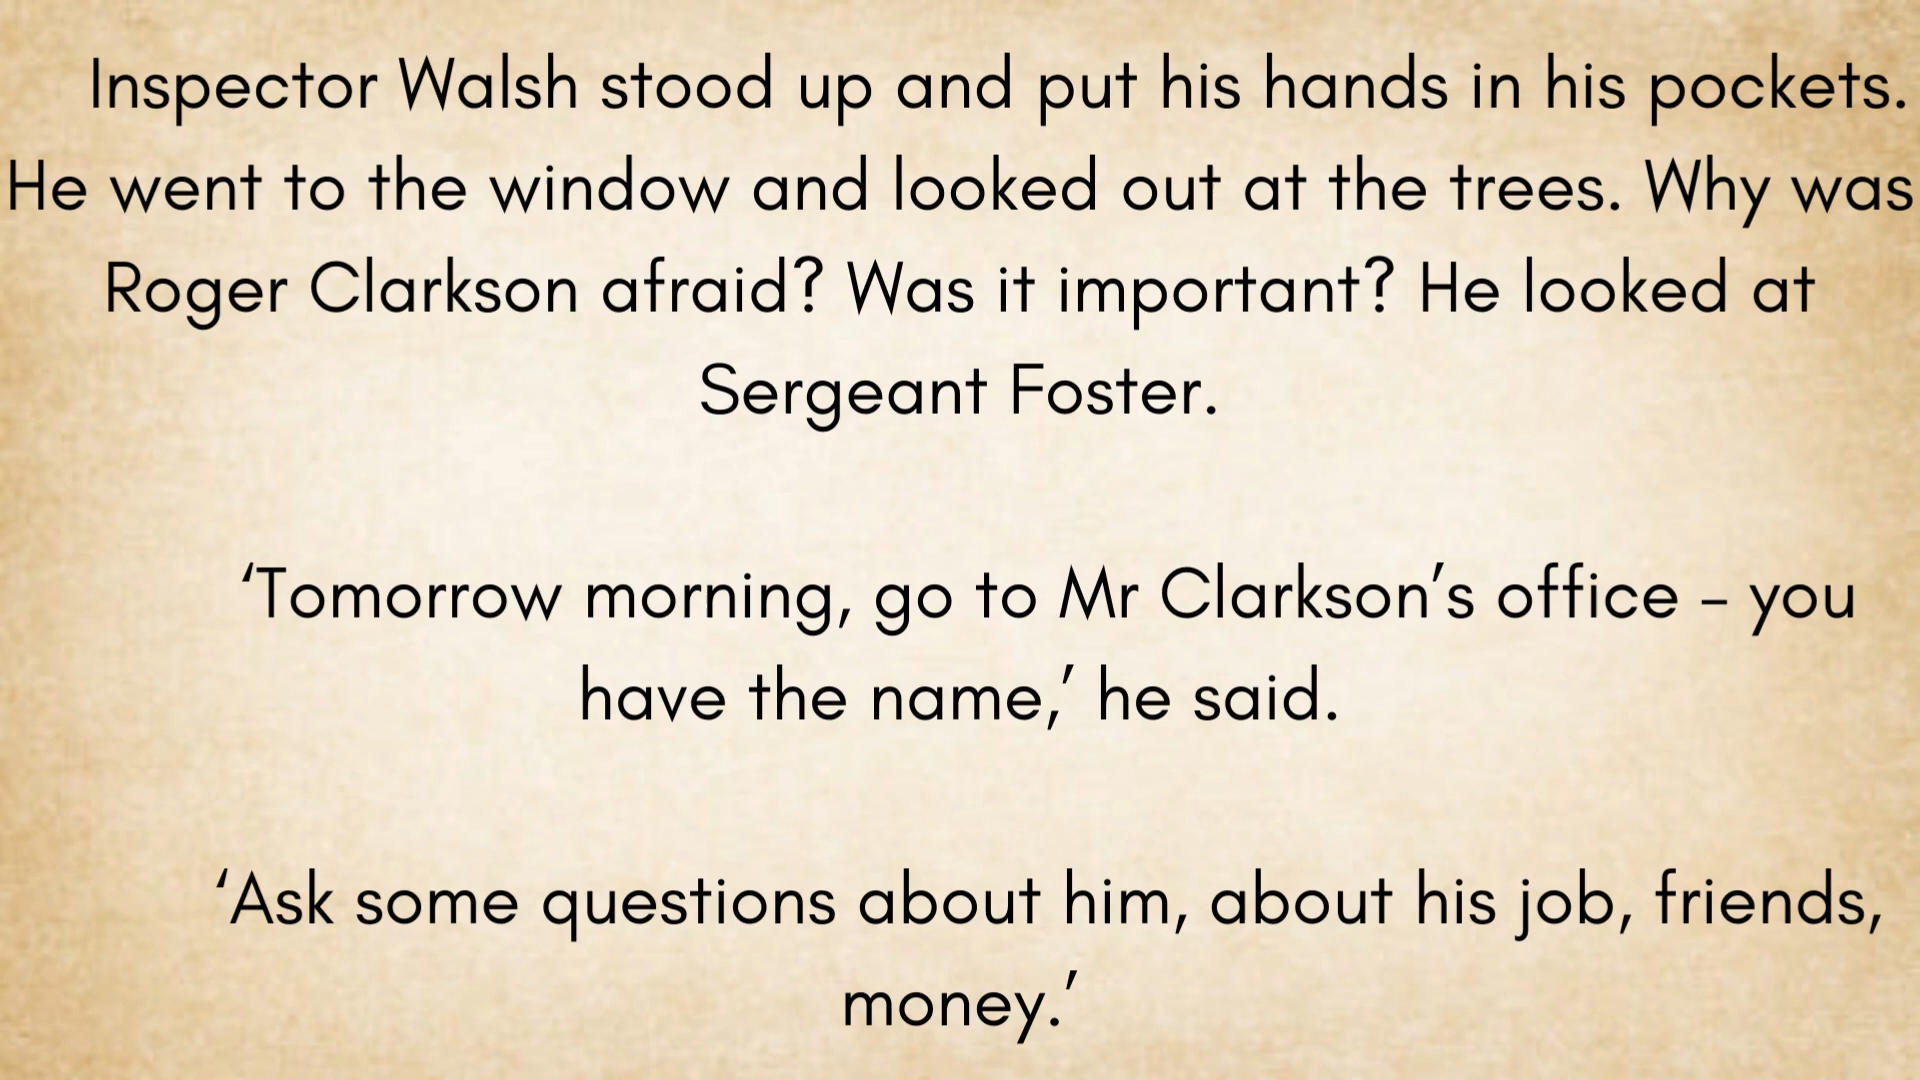 Inspector Walsh stood up and put his hands in his pockets.
He went to the window and looked out at the trees. Why was
Roger Clarkson afraid? Was it important? He looked at
Sergeant Foster.
‘Tomorrow morning, go to Mr Clarkson’s office – you
have the name,’ he said.
‘Ask some questions about him, about his job, friends,
money.’